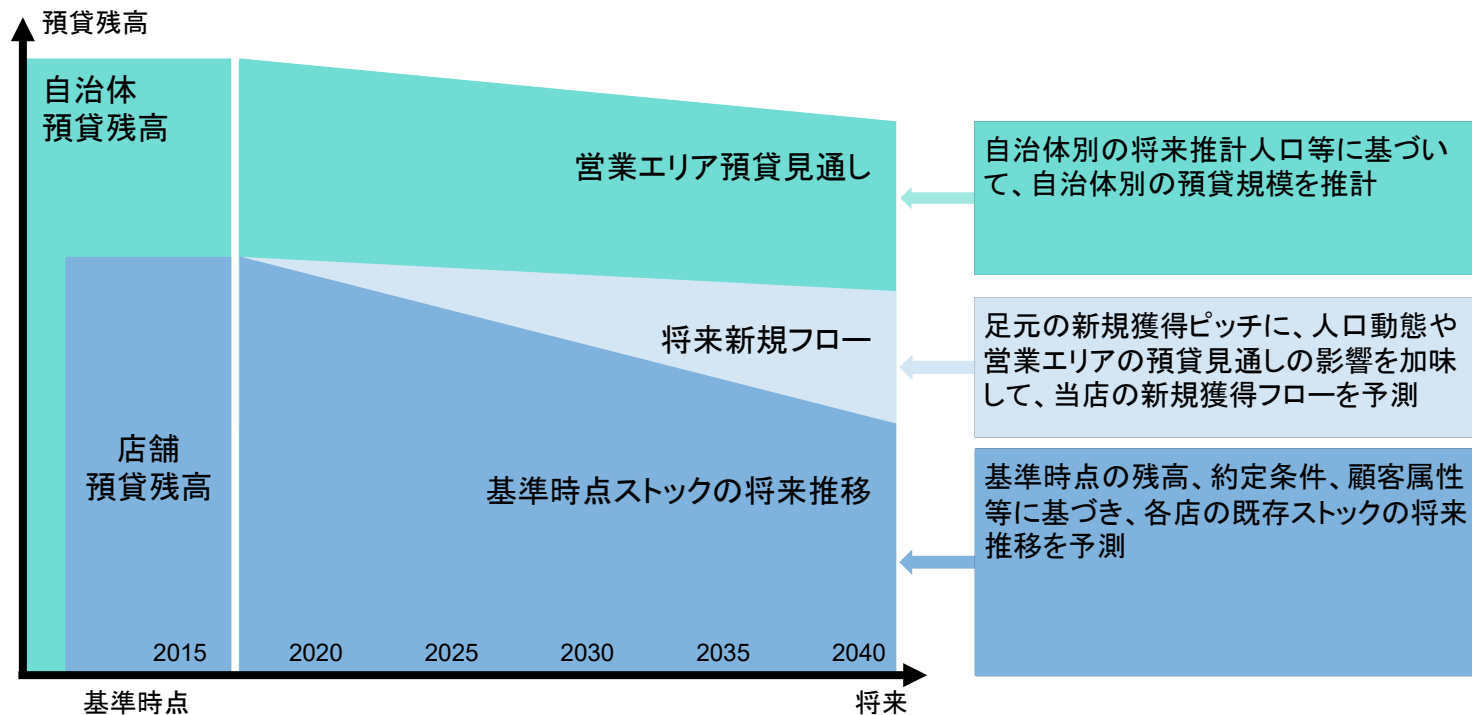 預貸残高
自治体
預貸残高
営業エリア預貸見通し
将来新規フロー
店舗
預貸残高
基準時点ストックの将来推移
2015
2020
2025
2030
2035
2040
基準時点
将来
自治体別の将来推計人口等に基づい
て、自治体別の預貸規模を推計
足元の新規獲得ピッチに、人口動態や
営業エリアの預貸見通しの影響を加味
して、当店の新規獲得フローを予測
基準時点の残高、約定条件、顧客属性
等に基づき、各店の既存ストックの将来
推移を予測